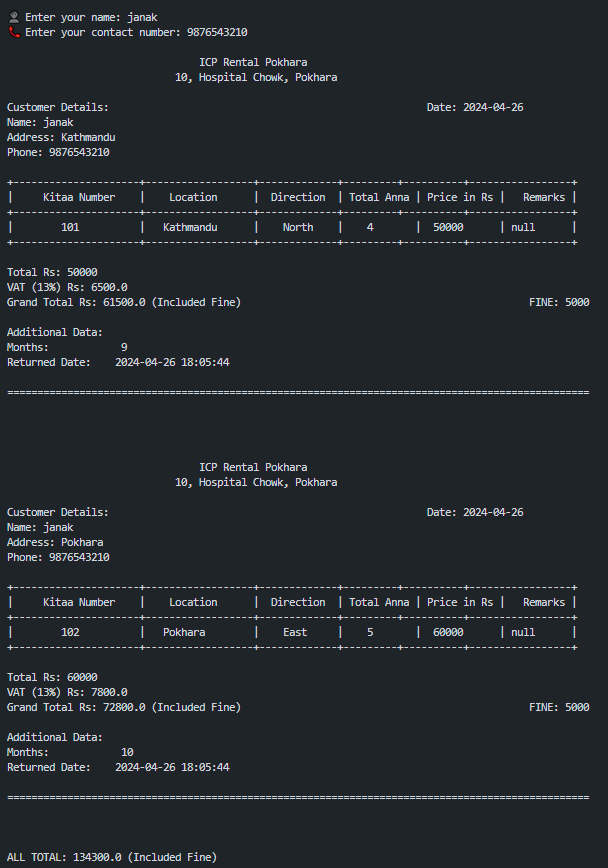 Enter your name: janak
Enter your contact number: 9876543210
ICP Rental Pokhara
10, Hospital Chowk, Pokhara
Customer Details: Date: 2024-04-26
Name: janak
Address: Kathmandu
Phone: 9876543210
+---------------------+------------------+-------------+---------+----------+-----------------+
| Kitaa Number | Location | Direction | Total Anna | Price in Rs | Remarks |
+---------------------+------------------+-------------+---------+----------+-----------------+
| 101 | Kathmandu | North | 4 | 50000 | null |
+---------------------+------------------+-------------+---------+----------+-----------------+
Total Rs: 50000
VAT (13%) Rs: 6500.0
Grand Total Rs: 61500.0 (Included Fine) FINE: 5000
Additional Data:
Months: 9
Returned Date: 2024-04-26 18:05:44
=================================================================================================
ICP Rental Pokhara
10, Hospital Chowk, Pokhara
Customer Details: Date: 2024-04-26
Name: janak
Address: Pokhara
Phone: 9876543210
+---------------------+------------------+-------------+---------+----------+-----------------+
| Kitaa Number | Location | Direction | Total Anna | Price in Rs | Remarks |
+---------------------+------------------+-------------+---------+----------+-----------------+
| 102 | Pokhara | East | 5 | 60000 | null |
+---------------------+------------------+-------------+---------+----------+-----------------+
Total Rs: 60000
VAT (13%) Rs: 7800.0
Grand Total Rs: 72800.0 (Included Fine) FINE: 5000
Additional Data:
Months: 10
Returned Date: 2024-04-26 18:05:44
=================================================================================================
ALL TOTAL: 134300.0 (Included Fine)